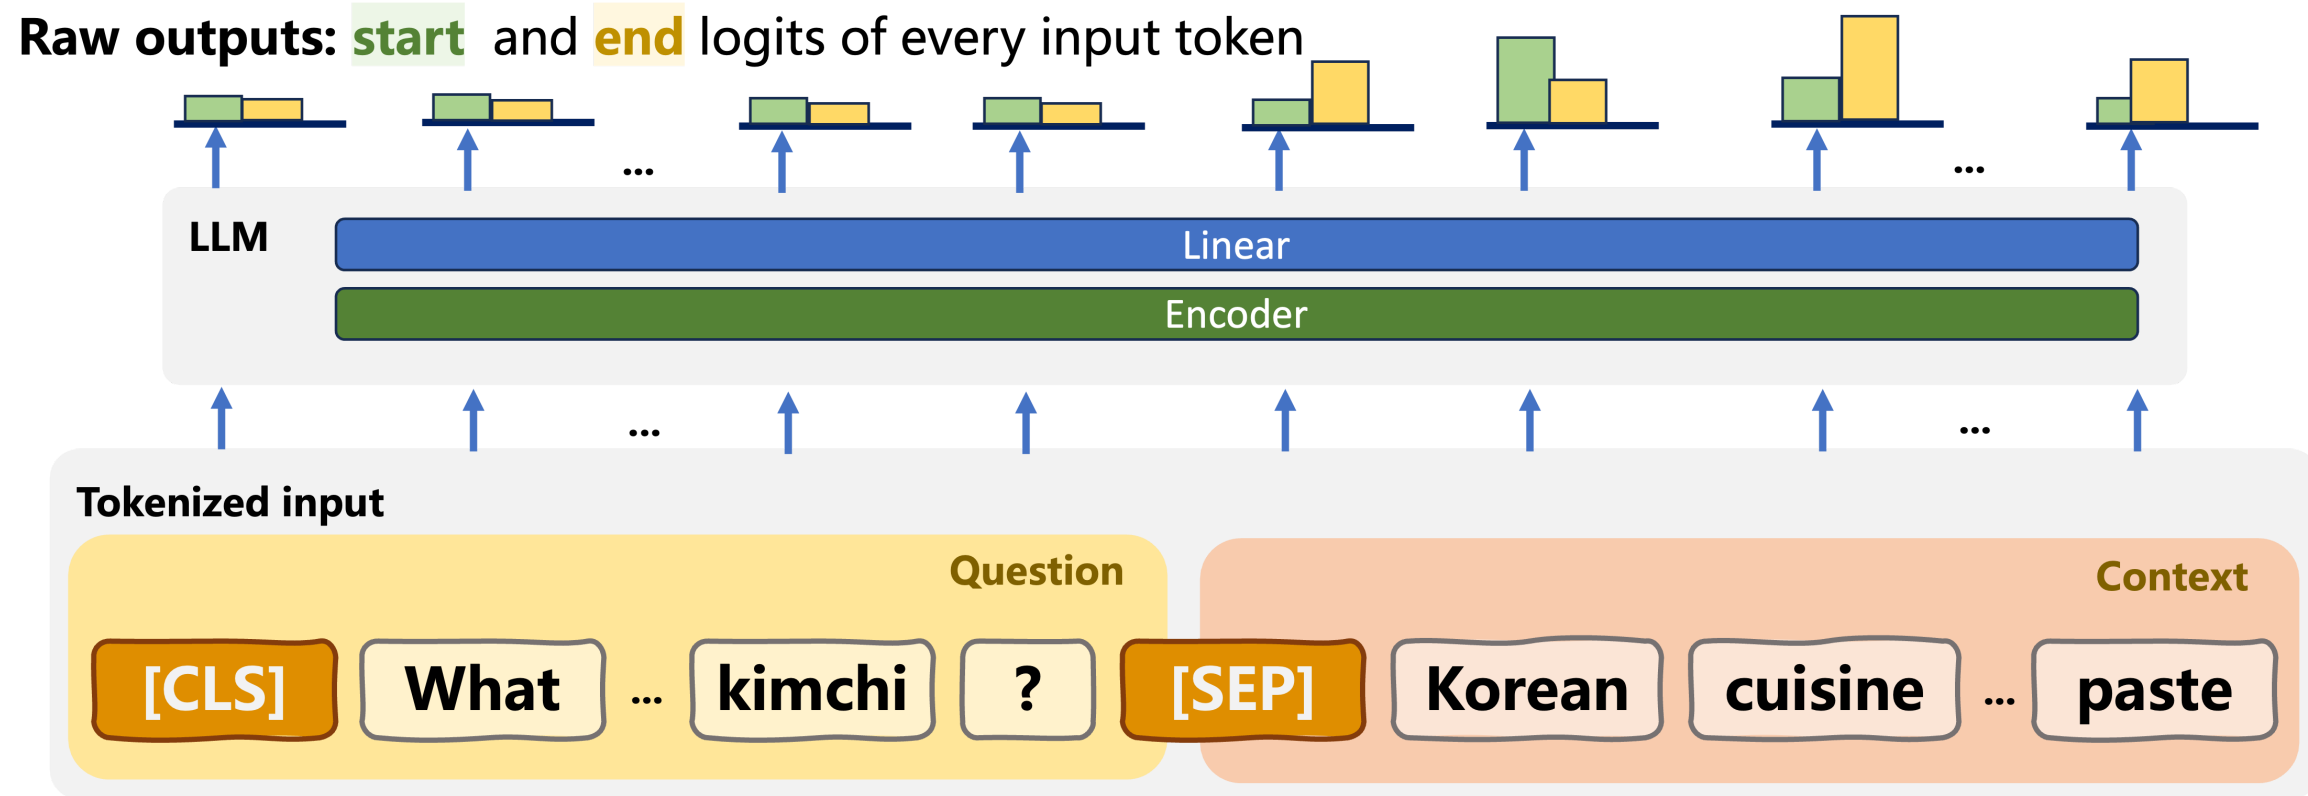 Raw outputs: start and end logits of every input token
...
...
LLM
Linear
Encoder
...
...
Tokenized input
Question
Context
[CLS] What ... kimchi ? [SEP] Korean cuisine ... paste